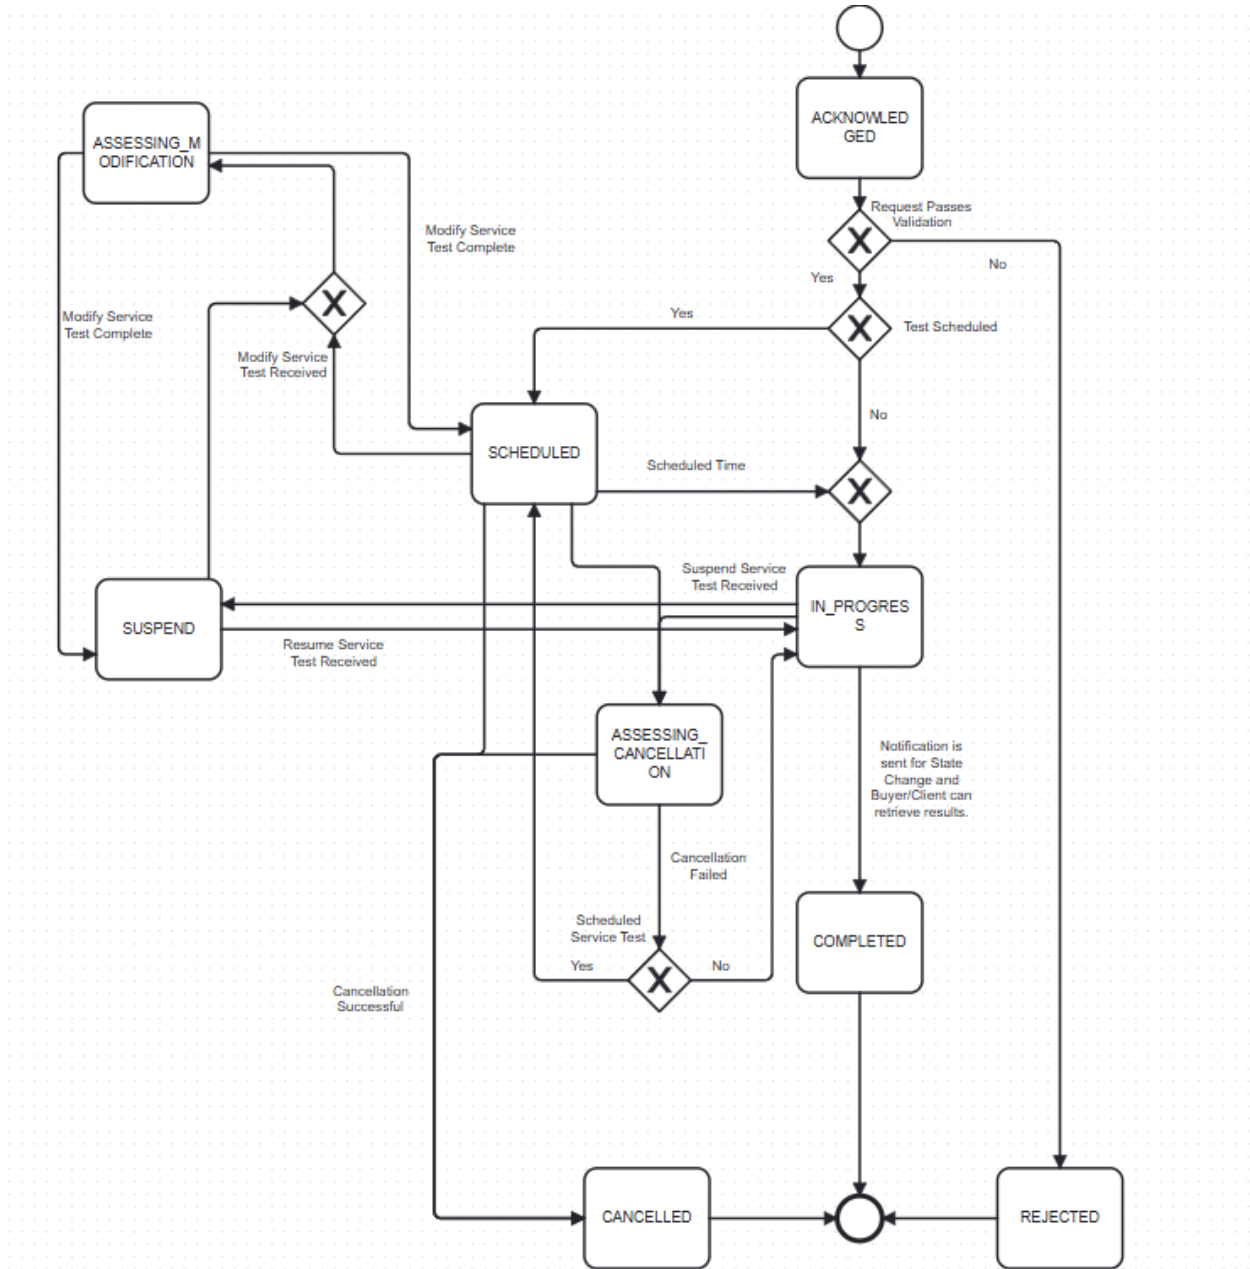 ACKNOWLED
GED
ASSESSING_M
ODIFICATION
Request Passes
Validation
No
Yes
Modify Service
Test Complete
Test Scheduled
Yes
Modify Service
Test Complete
Modify Service
Test Received
No
SCHEDULED
Scheduled Time
Suspend Service
Test Received
IN_PROGRES
S
SUSPEND
Resume Service
Test Received
ASSESSING_
CANCELLATI
ON
Notification is
sent for State
Change and
Buyer/Client can
retrieve results.
Cancellation
Failed
Scheduled
Service Test
Yes
No
COMPLETED
Cancellation
Successful
CANCELLED
REJECTED